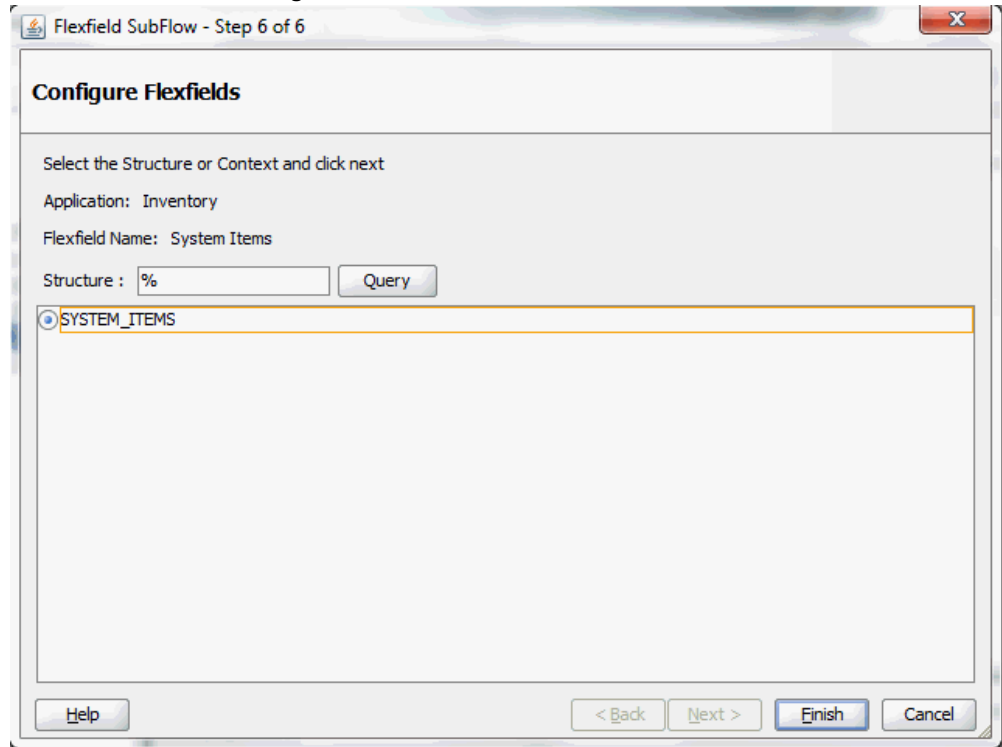 Flexfield SubFlow - Step 6 of 6
X
Configure Flexfields
Select the Structure or Context and click next
Application: Inventory
Flexfield Name: System Items
Structure : % Query
SYSTEM_ITEMS
Help < Back Next > Finish Cancel